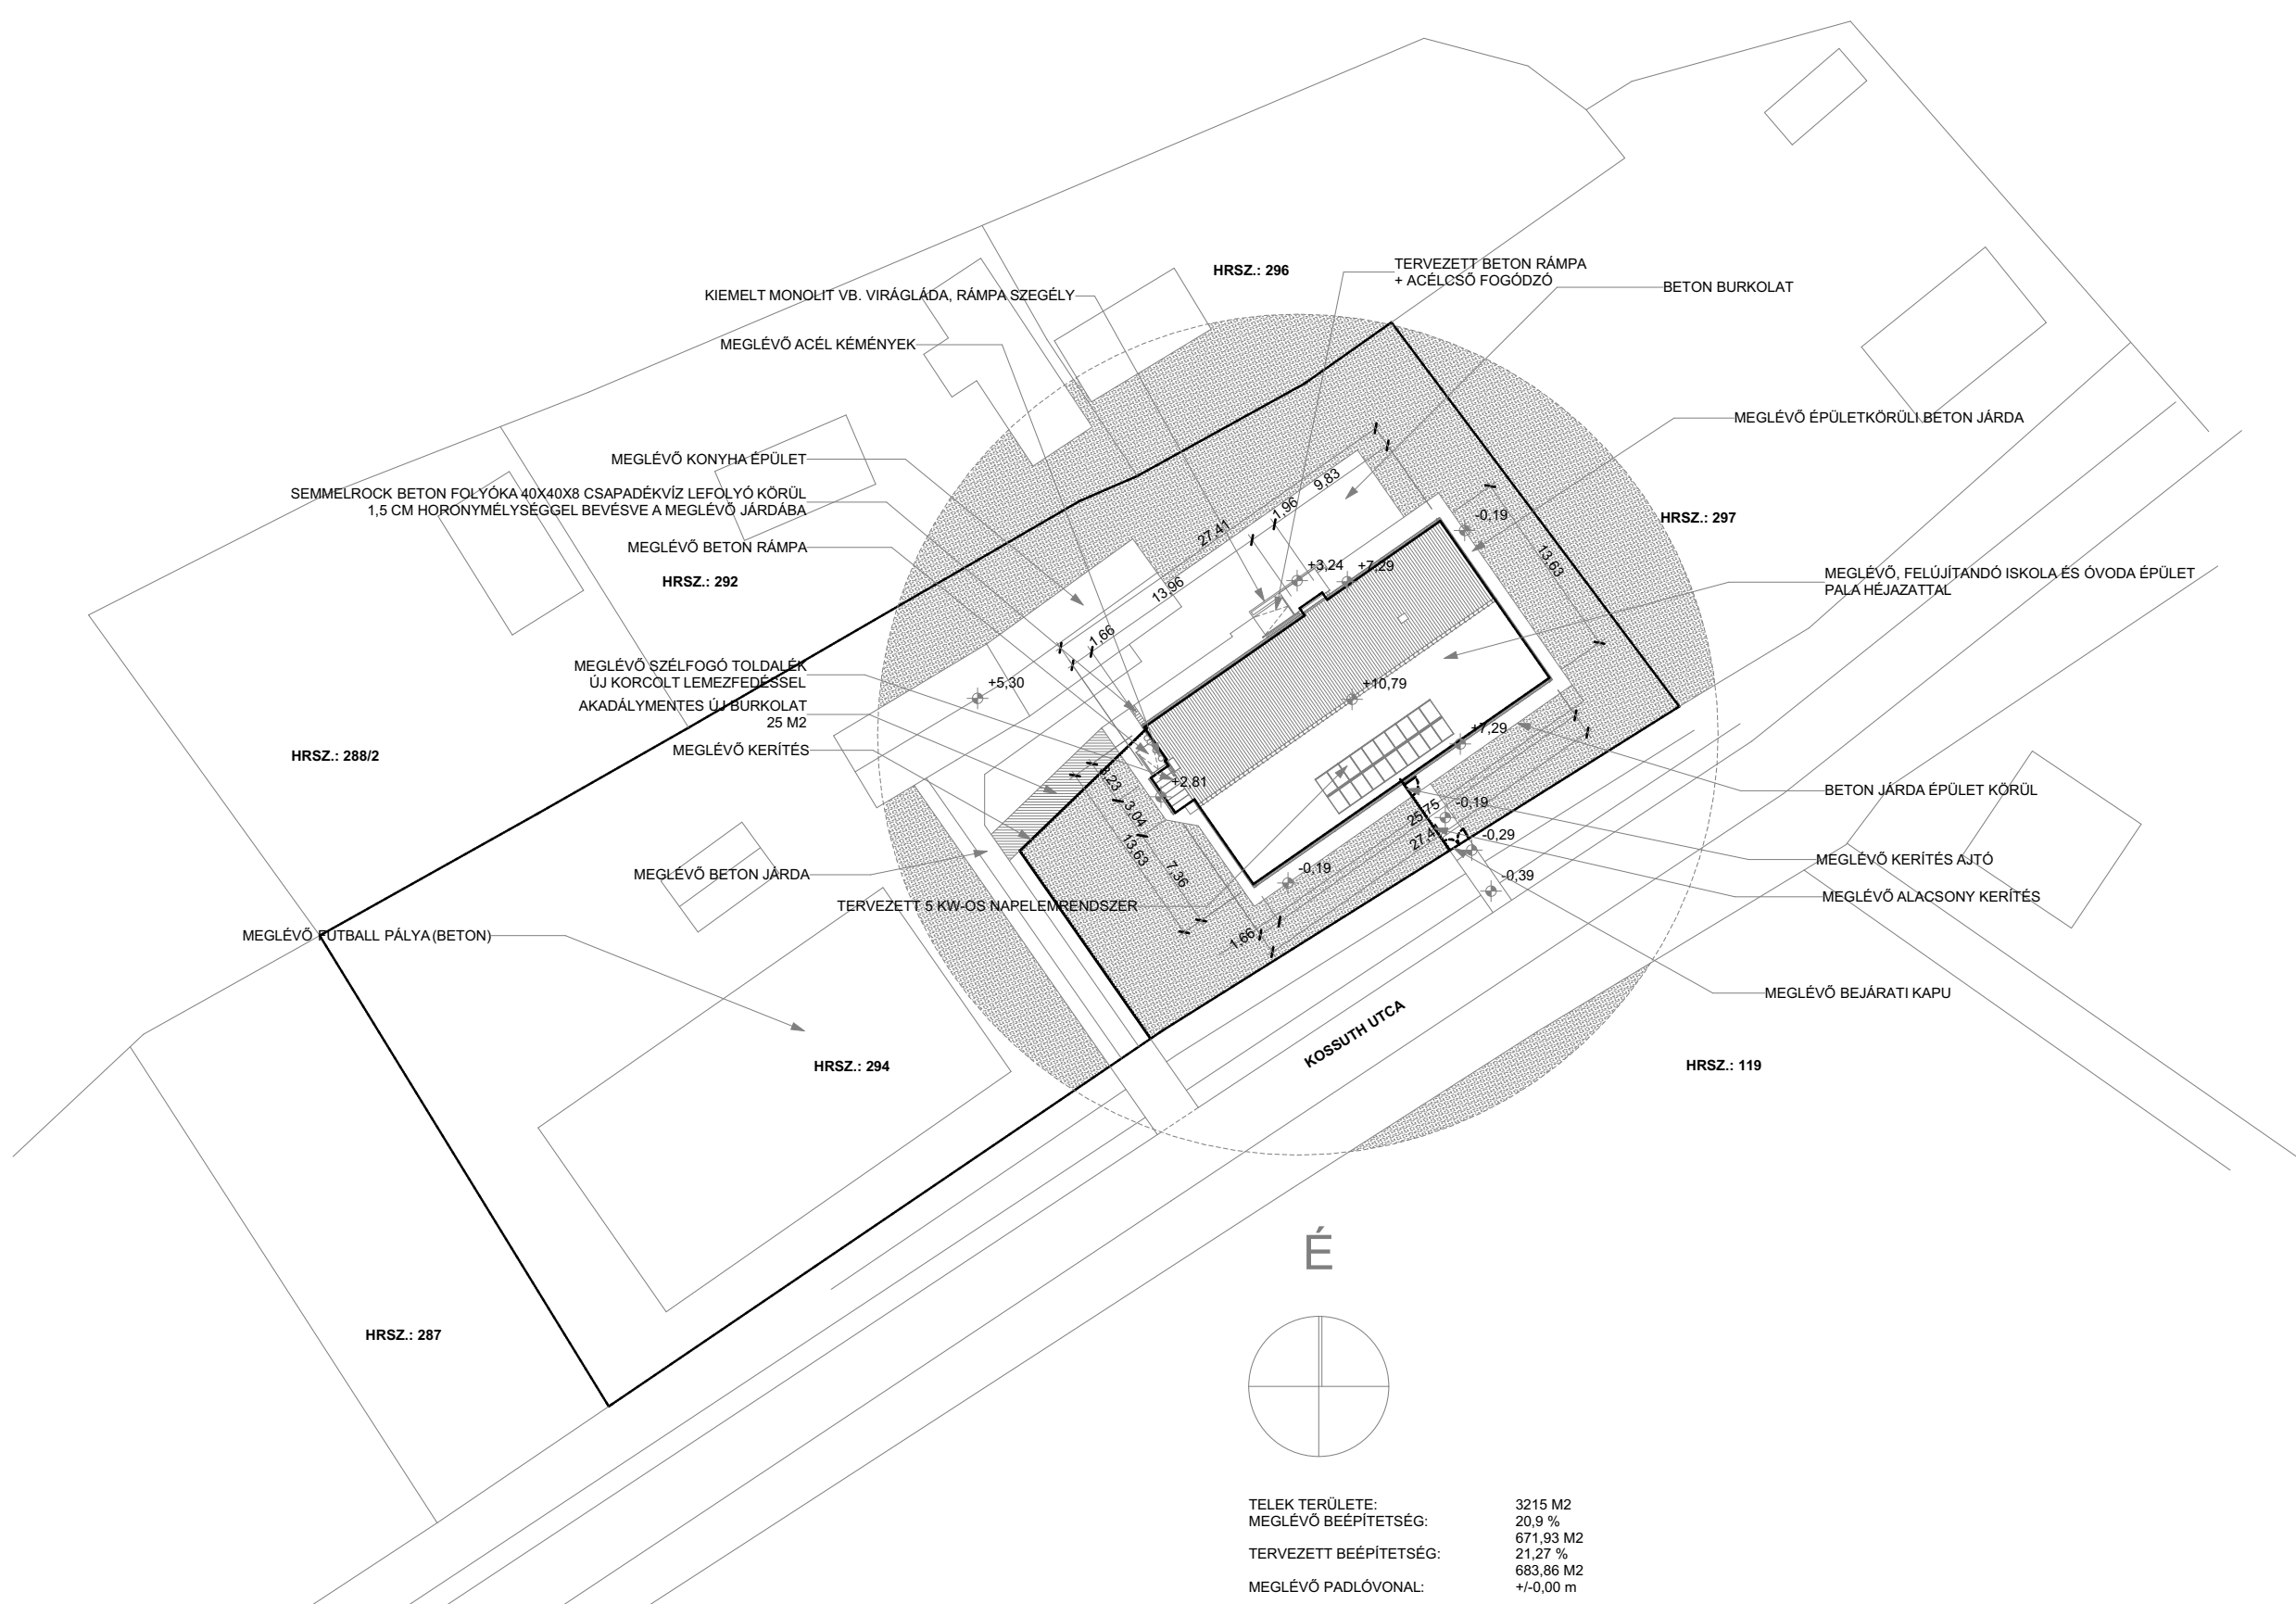 HRSZ.: 296
TERVEZETT BETON RÁMPA
+ ACÉLCSŐ FOGÓDZÓ
KIEMELT MONOLIT VB. VIRÁGLÁDA, RÁMPA SZEGÉLY
BETON BURKOLAT
MEGLÉVŐ ACÉL KÉMÉNYEK
MEGLÉVŐ ÉPÜLETKÖRÜLI BETON JÁRDA
MEGLÉVŐ KONYHA ÉPÜLET
SEMMELROCK BETON FOLYÓKA 40X40X8 CSAPADÉKVÍZ LEFOLYÓ KÖRÜL
1,5 CM HORONYMÉLYSÉGGEL BEVÉSVE A MEGLÉVŐ JÁRDÁBA
9,83
1,96
27,41
-0,19
HRSZ.: 297
MEGLÉVŐ BETON RÁMPA
HRSZ.: 292
13,63
+3,24
+7,29
13,96
MEGLÉVŐ, FELÚJÍTANDÓ ISKOLA ÉS ÓVODA ÉPÜLET
PALA HÉJAZATTAL
1,66
MEGLÉVŐ SZÉLFOGÓ TOLDALÉK
ÚJ KORCOLT LEMEZFEDÉSSEL
+5,30
+10,79
AKADÁLYMENTES ÚJ BURKOLAT
25 M2
+7,29
MEGLÉVŐ KERÍTÉS
HRSZ.: 288/2
3,23
+2,81
BETON JÁRDA ÉPÜLET KÖRÜL
3,04
25,75
-0,19
27,41
-0,29
13,63
7,36
MEGLÉVŐ KERÍTÉS AJTÓ
-0,19
-0,39
MEGLÉVŐ BETON JÁRDA
MEGLÉVŐ ALACSONY KERÍTÉS
TERVEZETT 5 KW-OS NAPELEMRENDSZER
MEGLÉVŐ FUTBALL PÁLYA (BETON)
1,66
MEGLÉVŐ BEJÁRATI KAPU
KOSSUTH UTCA
HRSZ.: 294
HRSZ.: 119
É
HRSZ.: 287
TELEK TERÜLETE: 3215 M2
MEGLÉVŐ BEÉPÍTETSÉG: 20,9 %
671,93 M2
TERVEZETT BEÉPÍTETSÉG: 21,27 %
683,86 M2
MEGLÉVŐ PADLÓVONAL: +/-0,00 m